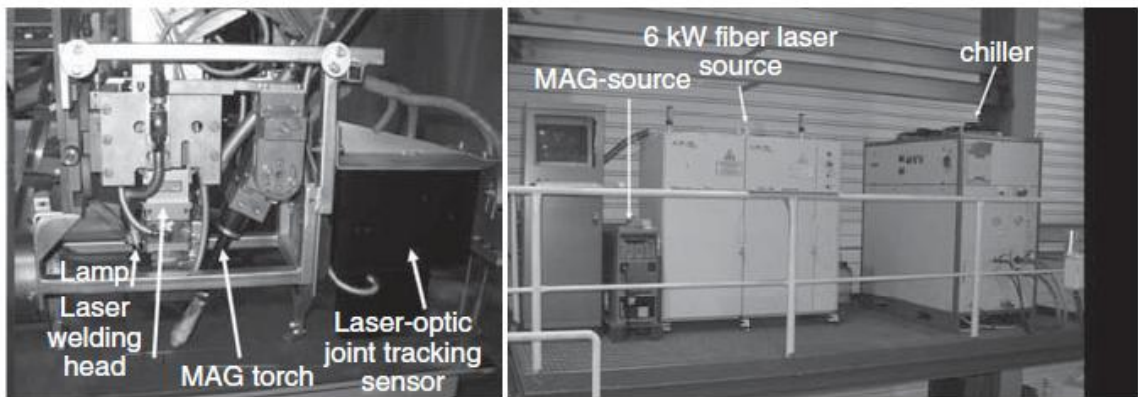 Lamp
Laser
welding
head
MAG torch
Laser-optic
joint tracking
sensor
6 kW fiber laser
source
MAG-source
chiller